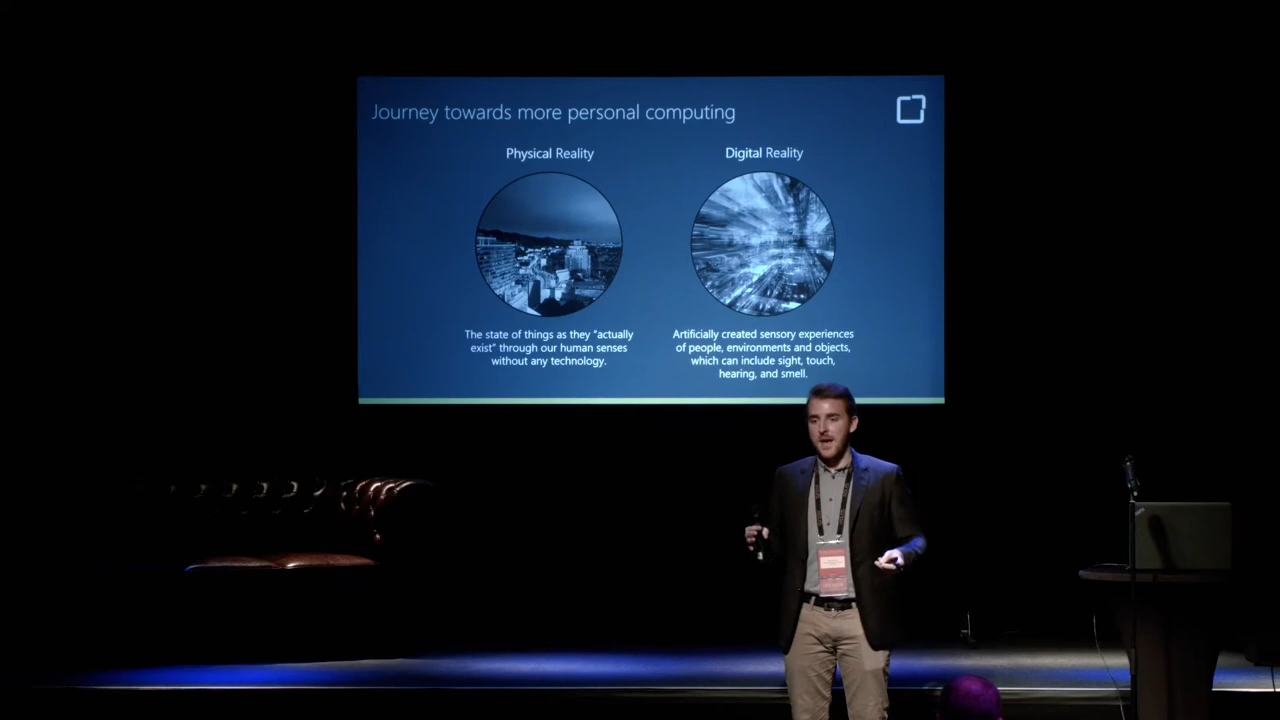 Journey towards more personal computing
Physical Reality
Digital Reality
The state of things as they "actually
exist" through our human senses
without any technology.
Artificially created sensory experiences
of people, environments and objects,
which can include sight, touch,
hearing, and smell.